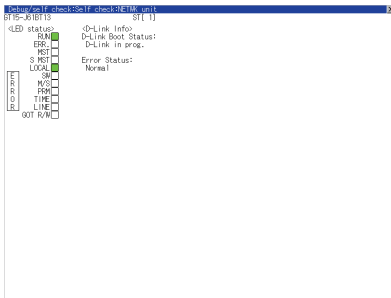 Debug/self check:Self check:NETWK unit
GT15-J61BT13 ST[ 1]
<LED status> <D-Link Info>
RUN D-Link Boot Status:
ERR. D-Link in prog.
MST
S MST Error Status:
LOCAL Normal
E SW
R M/S
R PRM
O TIME
R LINE
GOT R/W